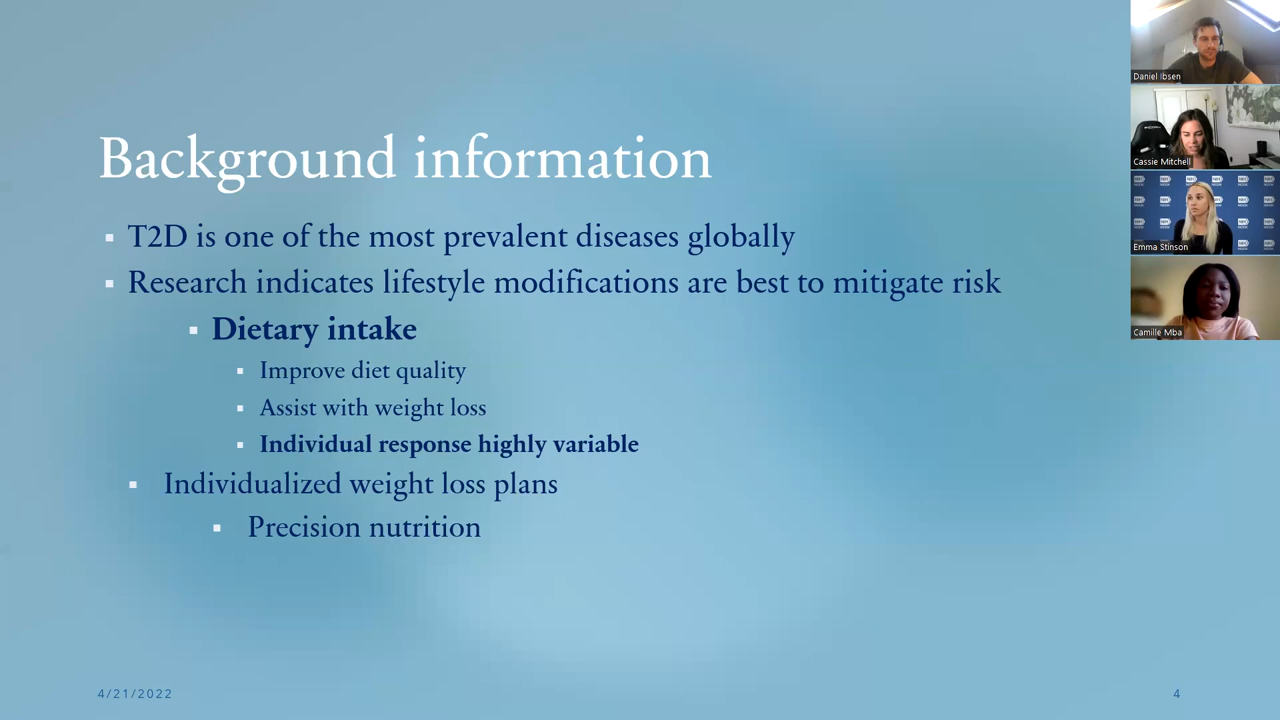 Background information
T2D is one of the most prevalent diseases globally
Research indicates lifestyle modifications are best to mitigate risk
Dietary intake
Improve diet quality
Assist with weight loss
Individual response highly variable
Individualized weight loss plans
Precision nutrition
4/21/2022
4
Daniel Ibsen
Cassie Mitchell
Emma Stinson
Camille Mba